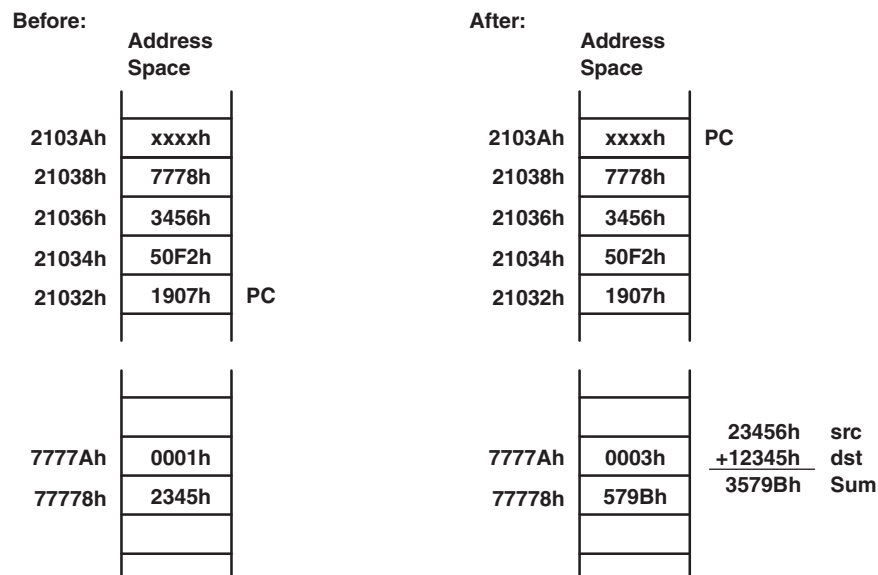 Before:
Address
Space
2103Ah xxxxh
21038h 7778h
21036h 3456h
21034h 50F2h
21032h 1907h PC
7777Ah 0001h
77778h 2345h
After:
Address
Space
2103Ah xxxxh PC
21038h 7778h
21036h 3456h
21034h 50F2h
21032h 1907h
7777Ah 0003h
77778h 579Bh
23456h src
+12345h dst
3579Bh Sum